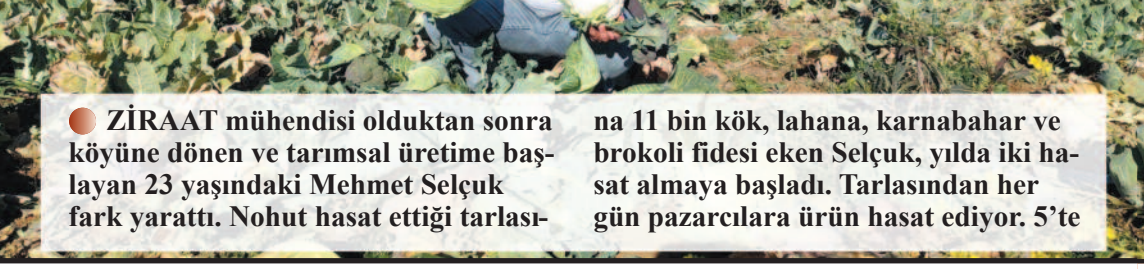 ZİRAAT mühendisi olduktan sonra
köyüne dönen ve tarımsal üretime baş-
layan 23 yaşındaki Mehmet Selçuk
fark yarattı. Nohut hasat ettiği tarlası-
na 11 bin kök, lahana, karnabahar ve
brokoli fidesi eken Selçuk, yılda iki ha-
sat almaya başladı. Tarlasından her
gün pazarcılara ürün hasat ediyor. 5’te